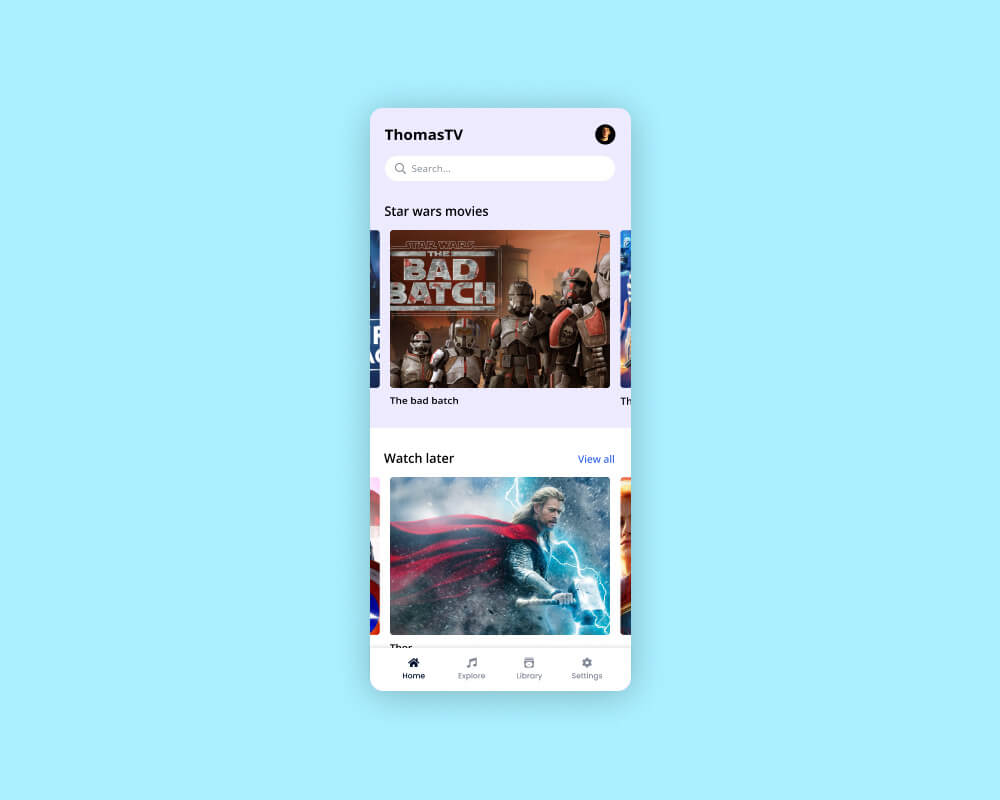 ThomasTV
Search...
Star wars movies
STAR WARS
THE
BAD
BATCH
The bad batch
Th
Watch later
View all
Thor
Home
Explore
Library
Settings